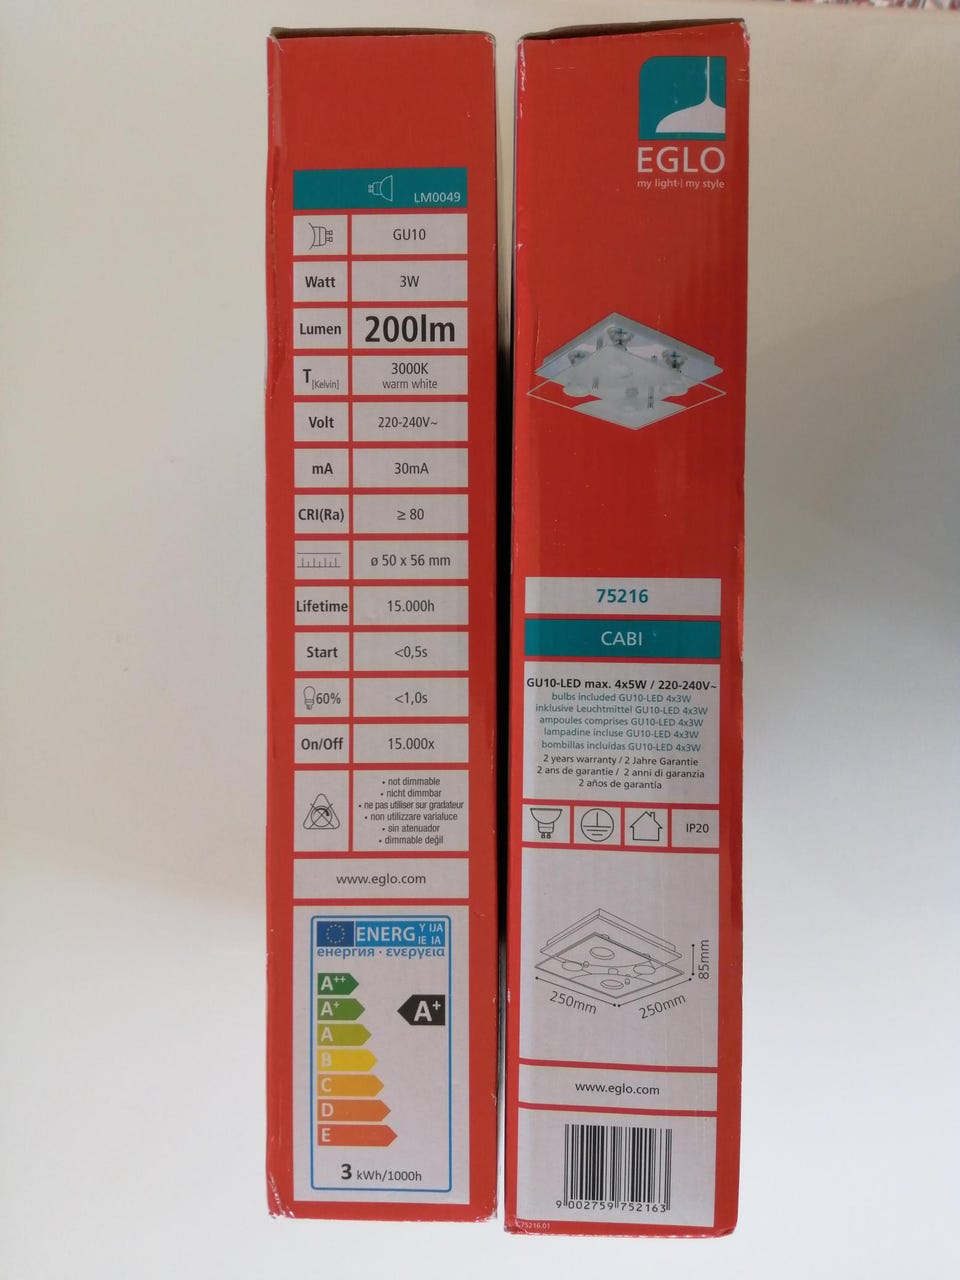 LM0049
GU10
Watt 3W
Lumen 200lm
T[Kelvin] 3000K
warm white
Volt 220-240V~
mA 30mA
CRI(Ra) ≥ 80
ø 50 x 56 mm
Lifetime 15.000h
Start <0,5s
60% <1,0s
On/Off 15.000x
• not dimmable
• nicht dimmbar
• ne pas utiliser sur gradateur
• non utilizzare varialuce
• sin atenuador
• dimmable değil
www.eglo.com
ENERG Y IJA
IE IA
енергия · ενεργεια
A++
A+ A+
A
B
C
D
E
3 kWh/1000h
EGLO
my light | my style
75216
CABI
GU10-LED max. 4x5W / 220-240V~
bulbs included GU10-LED 4x3W
inklusive Leuchtmittel GU10-LED 4x3W
ampoules comprises GU10-LED 4x3W
lampadine incluse GU10-LED 4x3W
bombillas incluídas GU10-LED 4x3W
2 years warranty / 2 Jahre Garantie
2 ans de garantie / 2 anni di garanzia
2 años de garantia
IP20
85mm
250mm 250mm
www.eglo.com
9 002759 752163
C75216.01